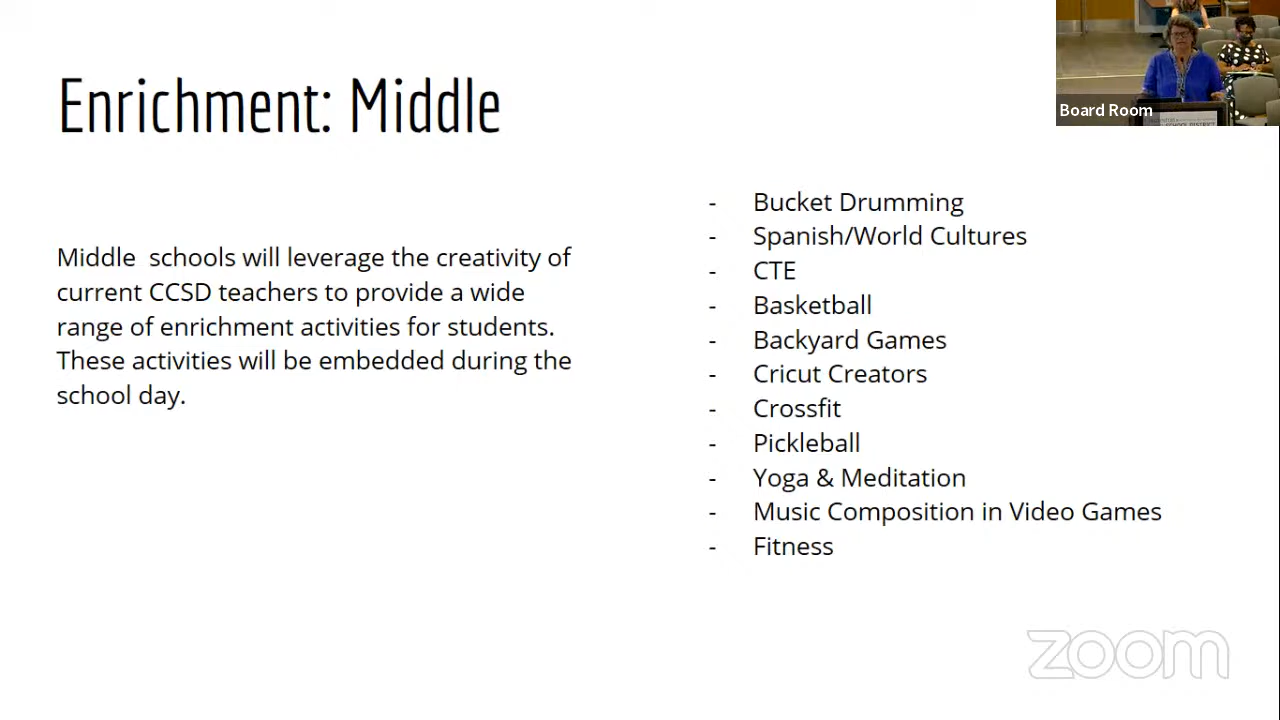 Enrichment: Middle
Board Room
SCHOOL DISTRICT
Middle  schools will leverage the creativity of
current CCSD teachers to provide a wide
range of enrichment activities for students.
These activities will be embedded during the
school day.
- Bucket Drumming
- Spanish/World Cultures
- CTE
- Basketball
- Backyard Games
- Cricut Creators
- Crossfit
- Pickleball
- Yoga & Meditation
- Music Composition in Video Games
- Fitness
zoom